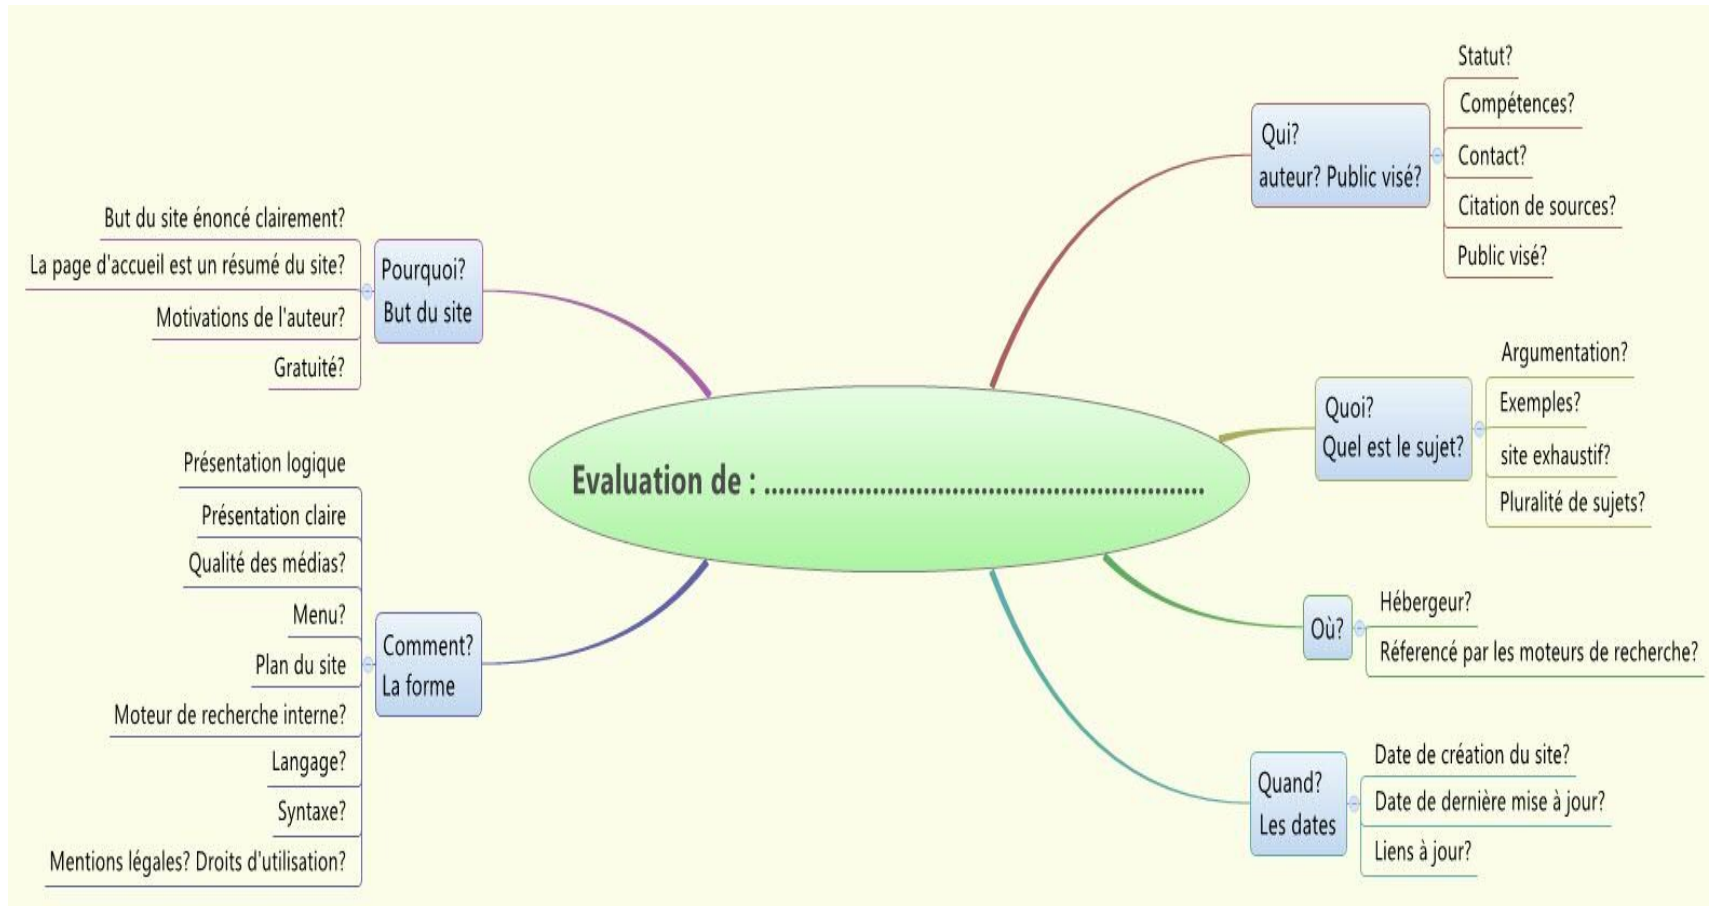 Evaluation de : .............................................................
Qui?
auteur? Public visé?
Statut?
Compétences?
Contact?
Citation de sources?
Public visé?
Quoi?
Quel est le sujet?
Argumentation?
Exemples?
site exhaustif?
Pluralité de sujets?
Où?
Hébergeur?
Réferencé par les moteurs de recherche?
Quand?
Les dates
Date de création du site?
Date de dernière mise à jour?
Liens à jour?
Comment?
La forme
Présentation logique
Présentation claire
Qualité des médias?
Menu?
Plan du site
Moteur de recherche interne?
Langage?
Syntaxe?
Mentions légales? Droits d'utilisation?
Pourquoi?
But du site
But du site énoncé clairement?
La page d'accueil est un résumé du site?
Motivations de l'auteur?
Gratuité?